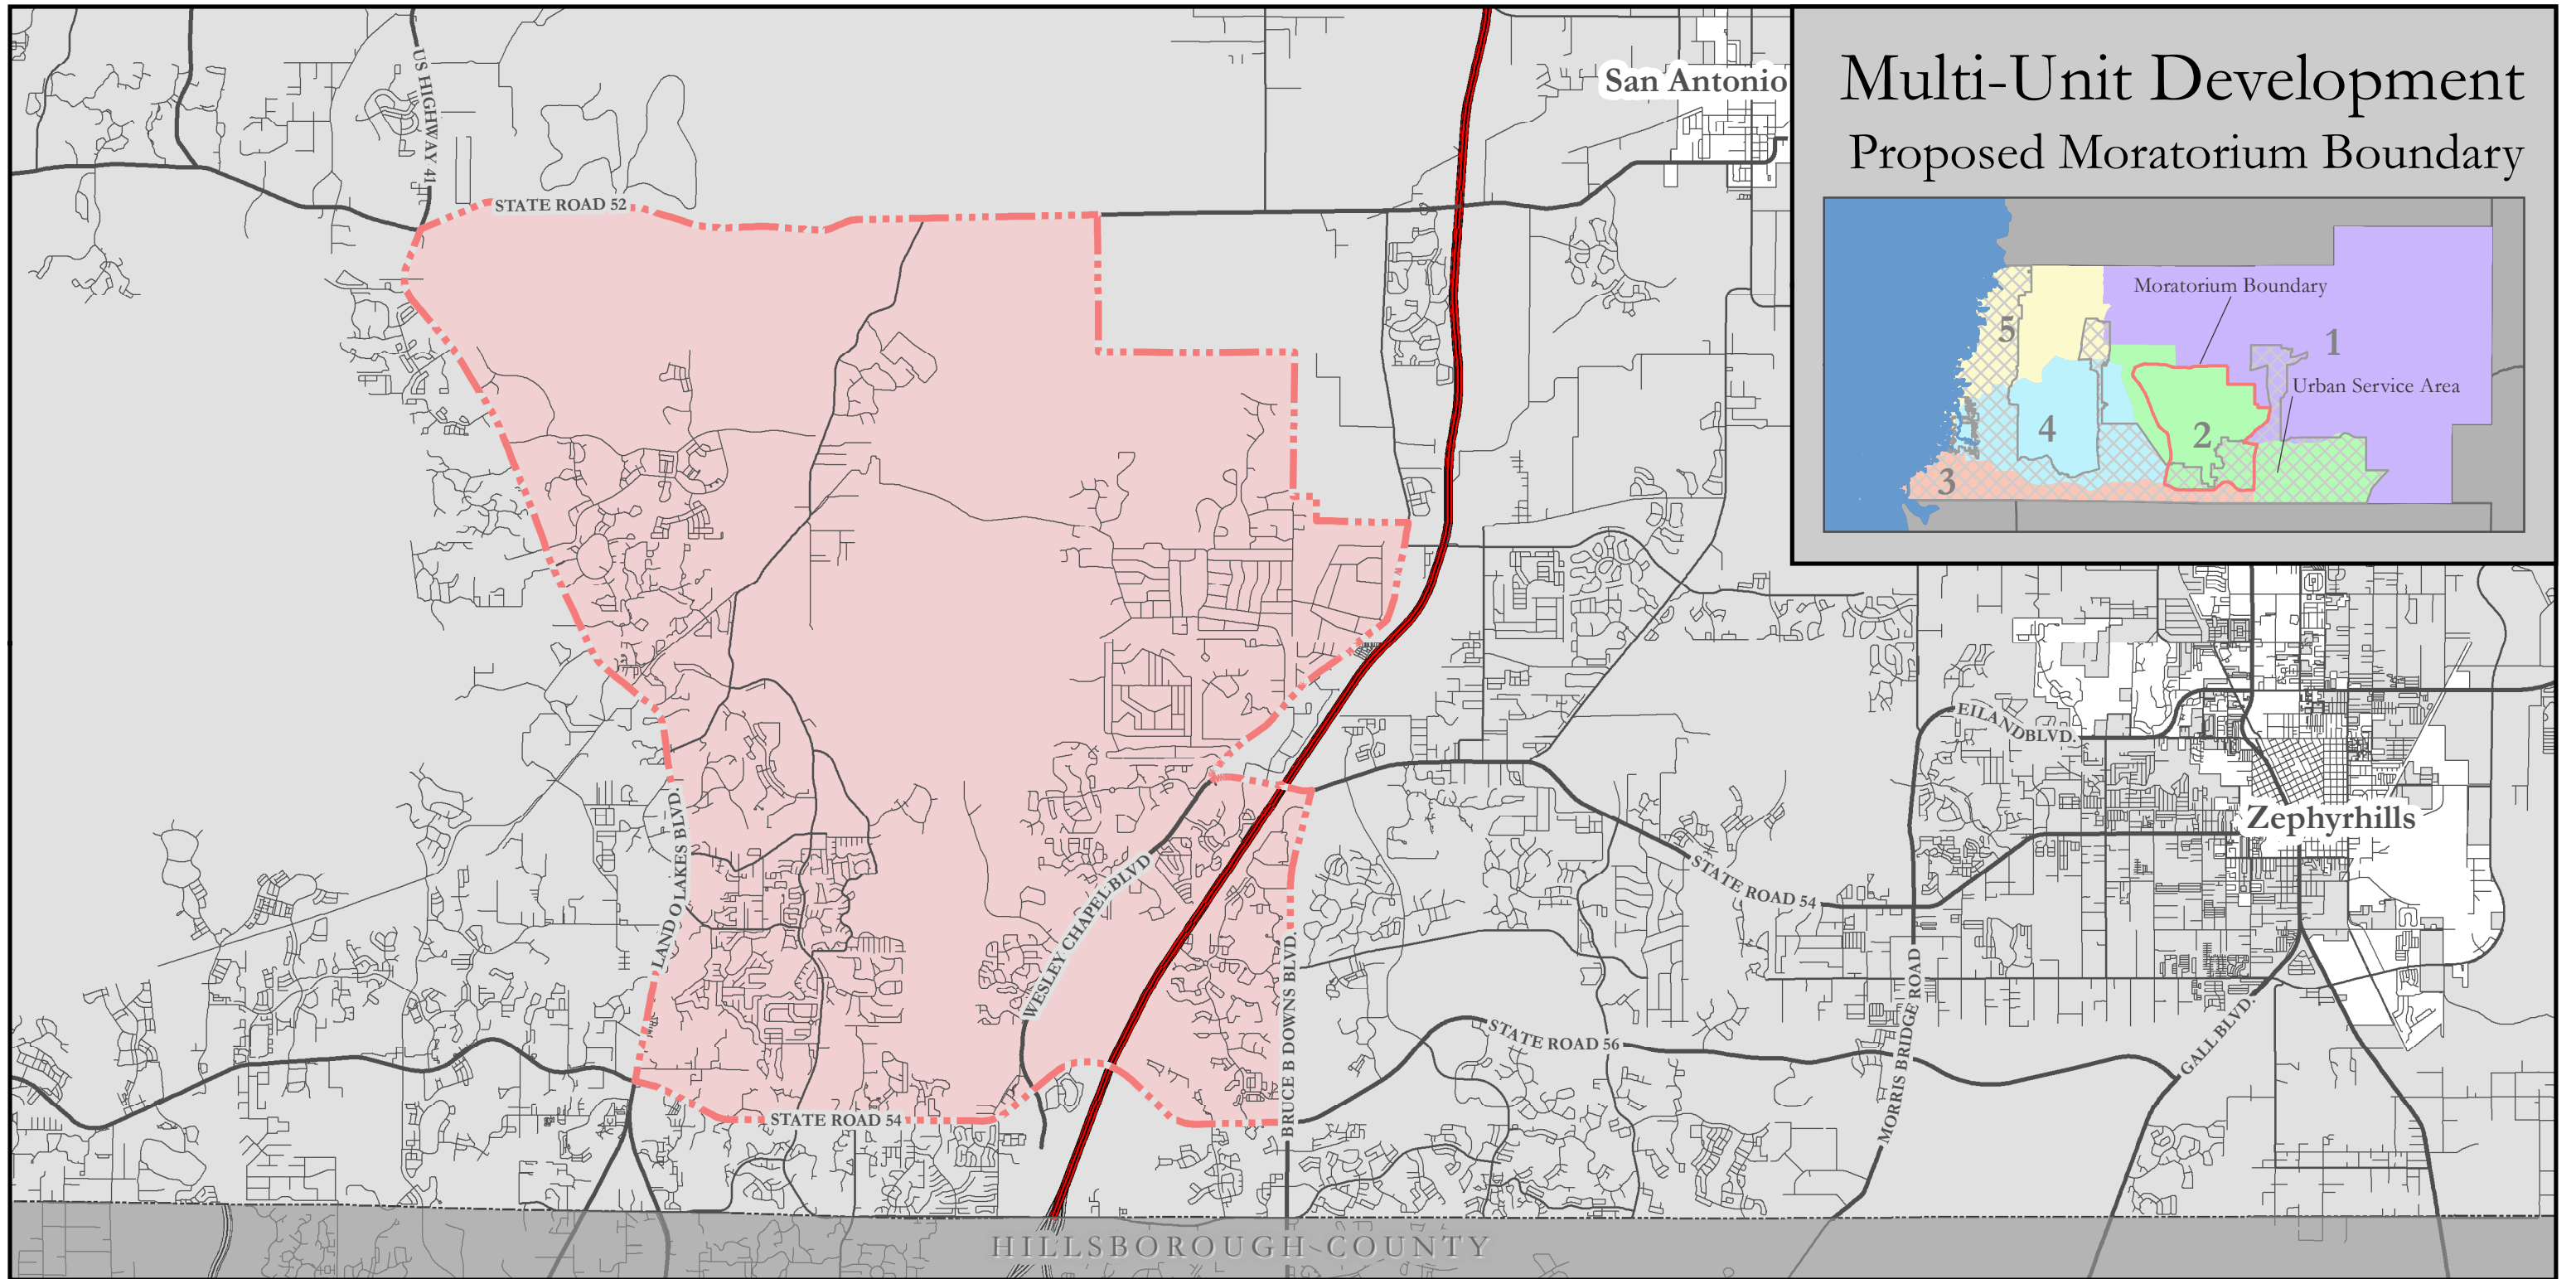 Multi-Unit Development
Proposed Moratorium Boundary
Moratorium Boundary
Urban Service Area
1
2
3
4
5
San Antonio
US HIGHWAY 41
STATE ROAD 52
EILAND BLVD.
Zephyrhills
LAND O LAKES BLVD.
WESLEY CHAPEL BLVD
STATE ROAD 54
BRUCE B DOWNS BLVD.
MORRIS BRIDGE ROAD
STATE ROAD 56
GALL BLVD.
STATE ROAD 54
HILLSBOROUGH COUNTY